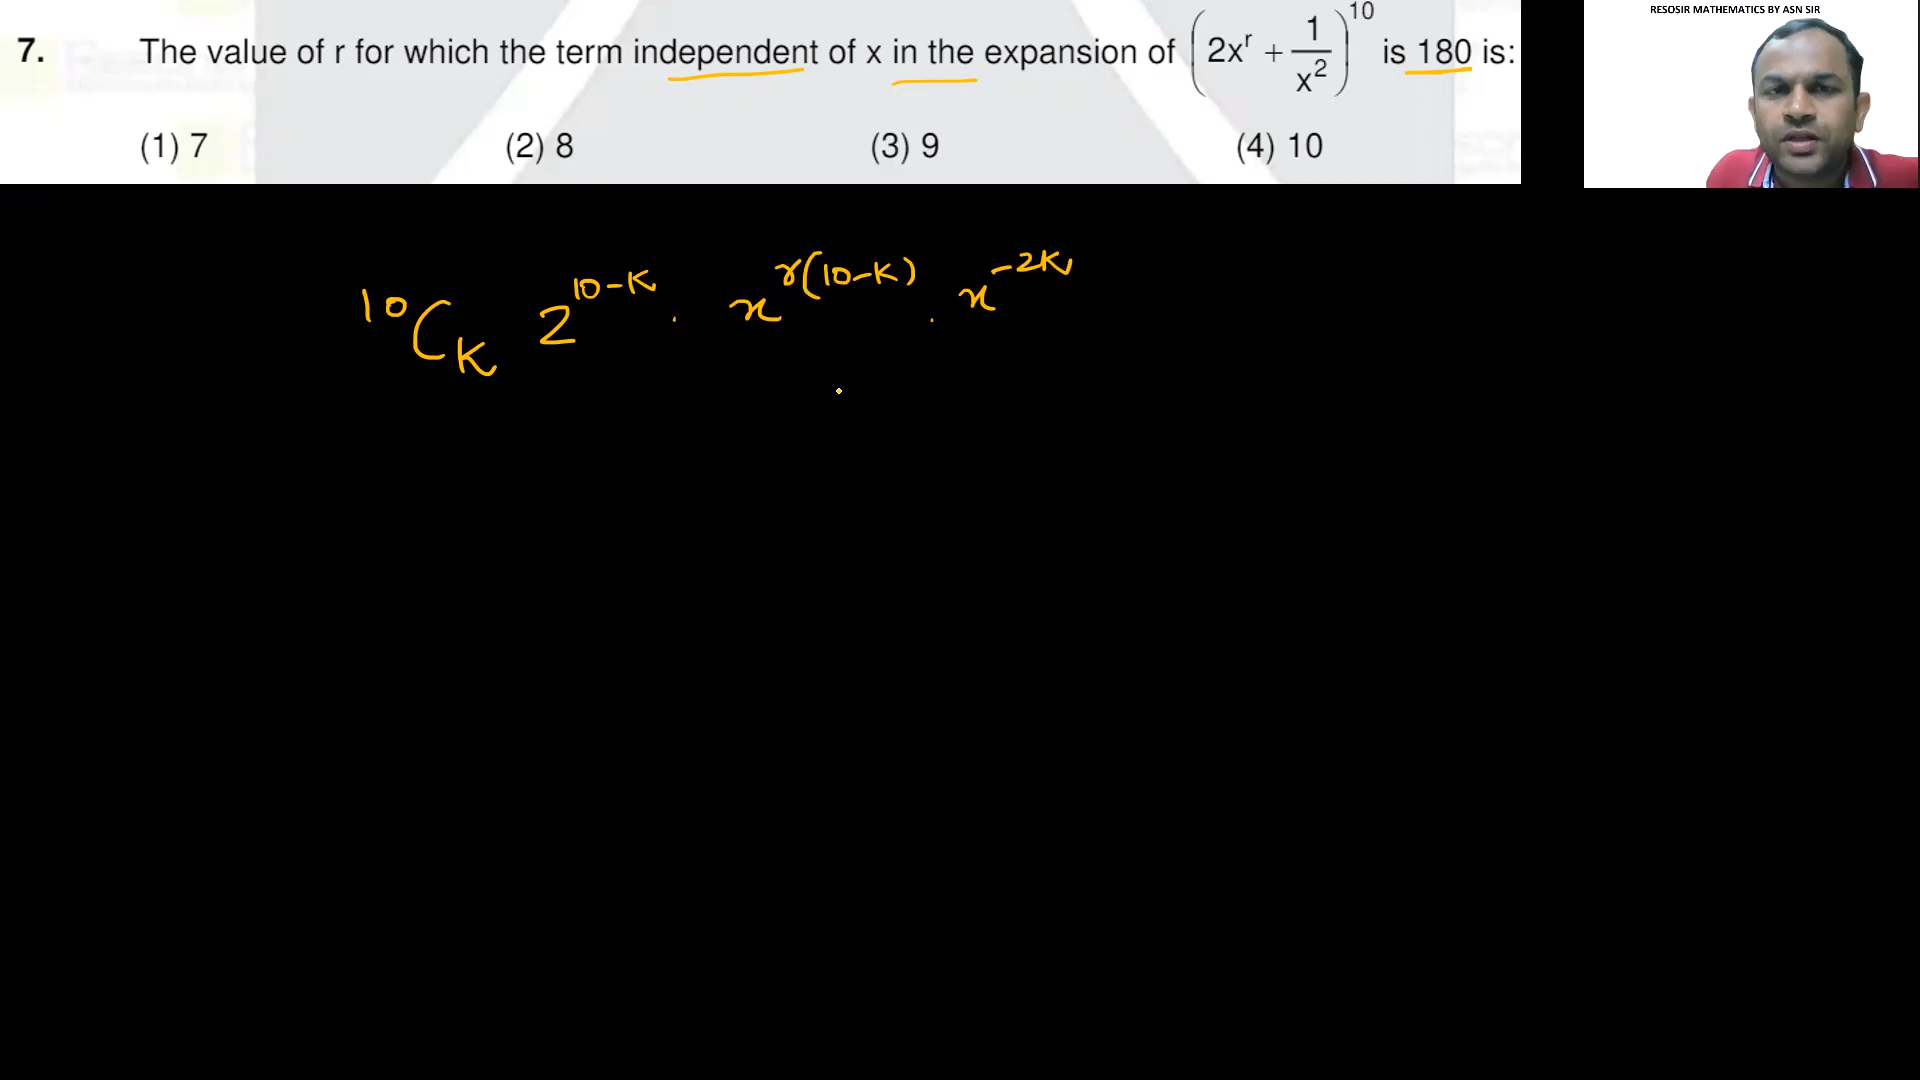 RESOSIR MATHEMATICS BY ASN SIR
7. The value of r for which the term independent of x in the expansion of (2x^r + 1/x^2)^10 is 180 is:
(1) 7 (2) 8 (3) 9 (4) 10
^10C_K 2^(10-K) . x^(r(10-K)) . x^(-2K)